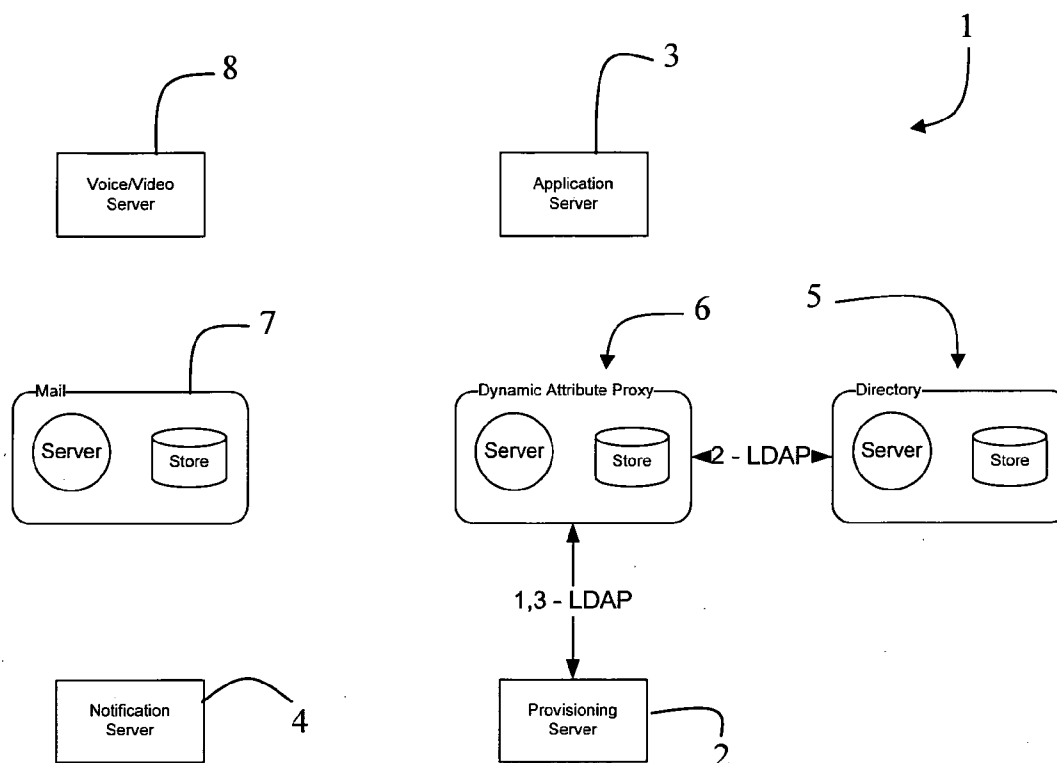 1
8
3
Voice/Video
Server
Application
Server
7
6
5
Mail
Server
Store
Dynamic Attribute Proxy
Server
Store
2 - LDAP
Directory
Server
Store
1,3 - LDAP
Notification
Server
4
Provisioning
Server
2